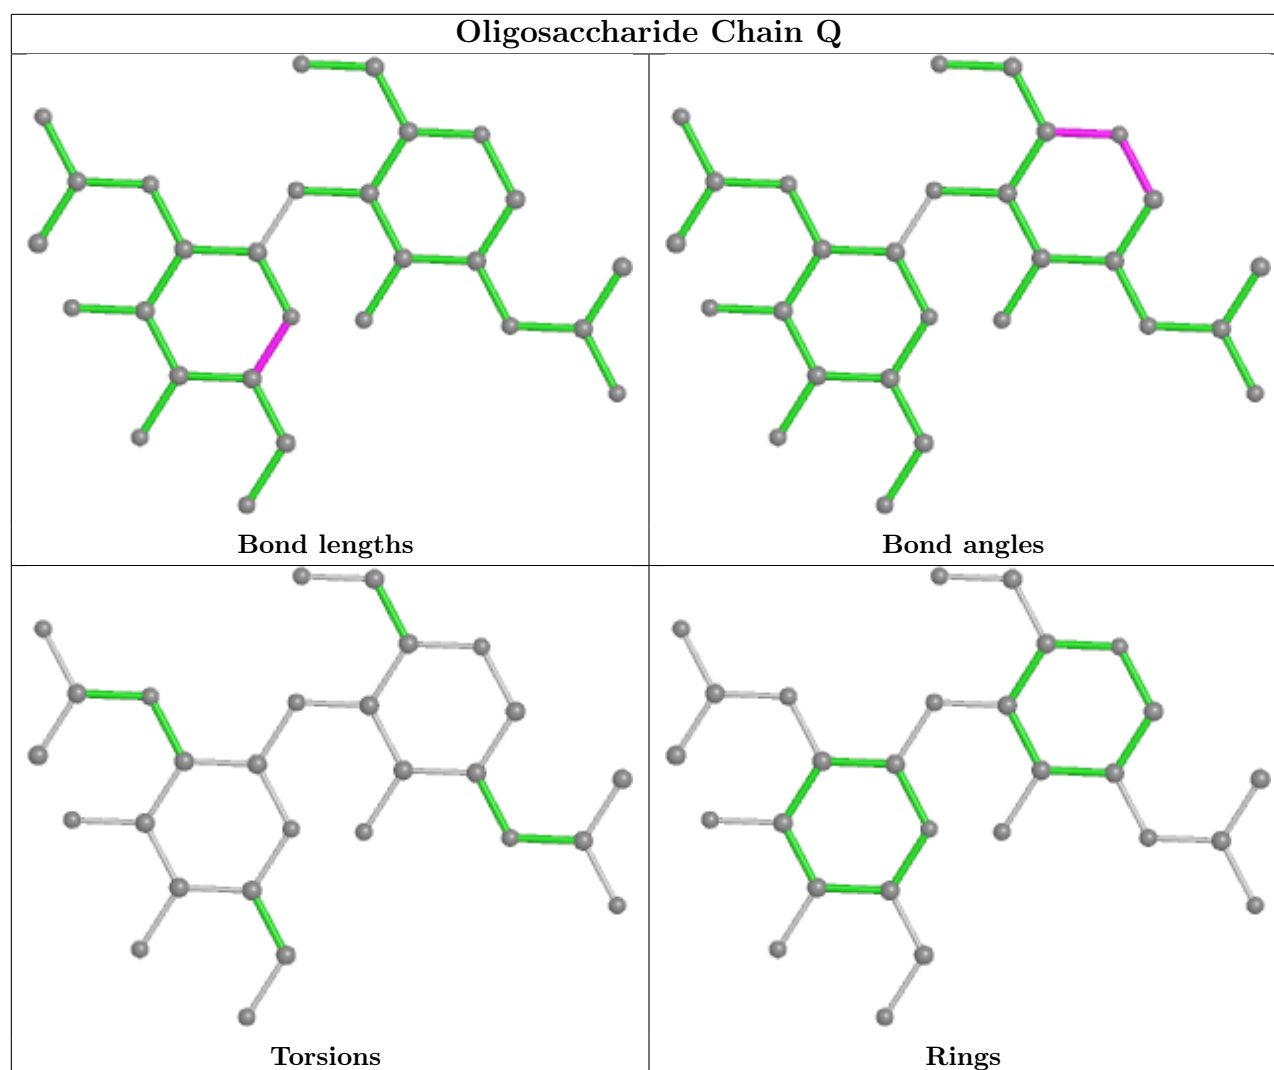 Oligosaccharide Chain Q
Bond lengths
Bond angles
Torsions
Rings